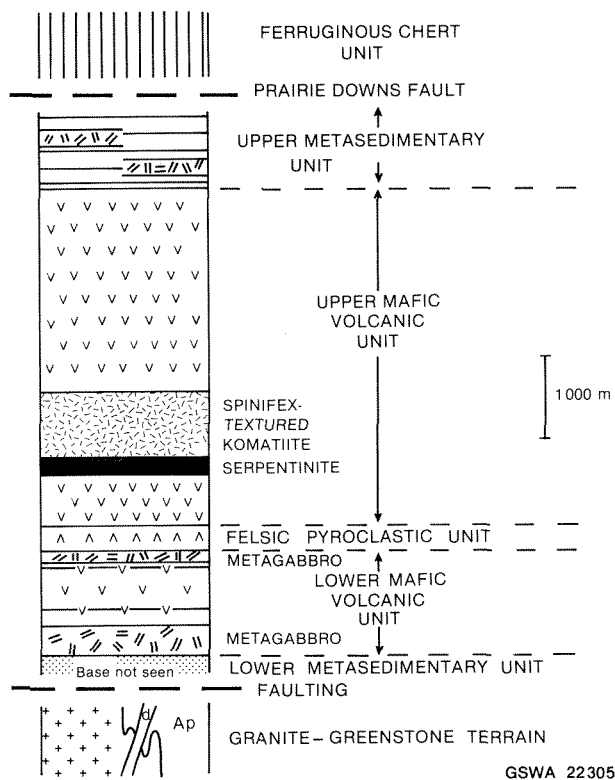 FERRUGINOUS CHERT
UNIT
PRAIRIE DOWNS FAULT
UPPER METASEDIMENTARY
UNIT
UPPER MAFIC
VOLCANIC
UNIT
1000 m
SPINIFEX-
TEXTURED
KOMATIITE
SERPENTINITE
FELSIC PYROCLASTIC UNIT
METAGABBRO
LOWER MAFIC
VOLCANIC
UNIT
METAGABBRO
Base not seen
LOWER METASEDIMENTARY UNIT
FAULTING
d
Ap
GRANITE–GREENSTONE TERRAIN
GSWA 22305